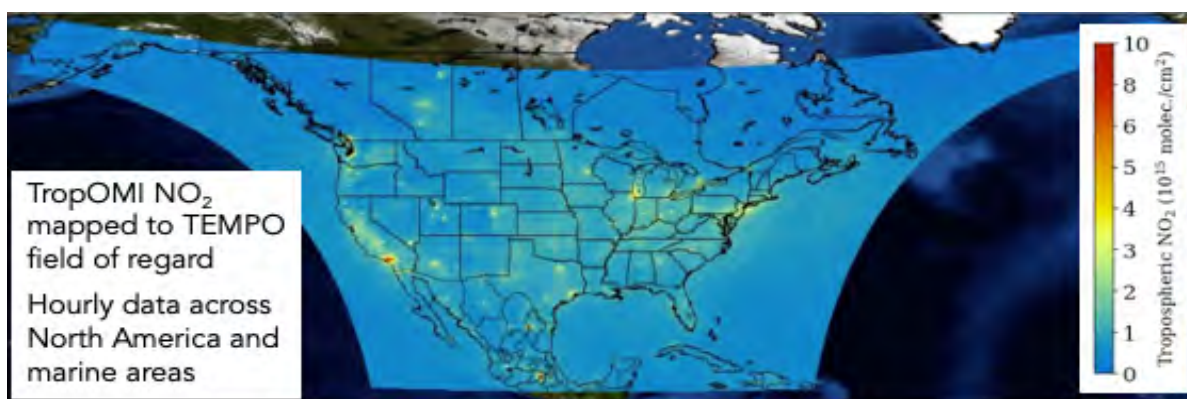 TropOMI NO₂
mapped to TEMPO
field of regard
Hourly data across
North America and
marine areas
10
8
6
5
4
3
2
1
0
Tropospheric NO₂ (10¹⁵ molec./cm²)